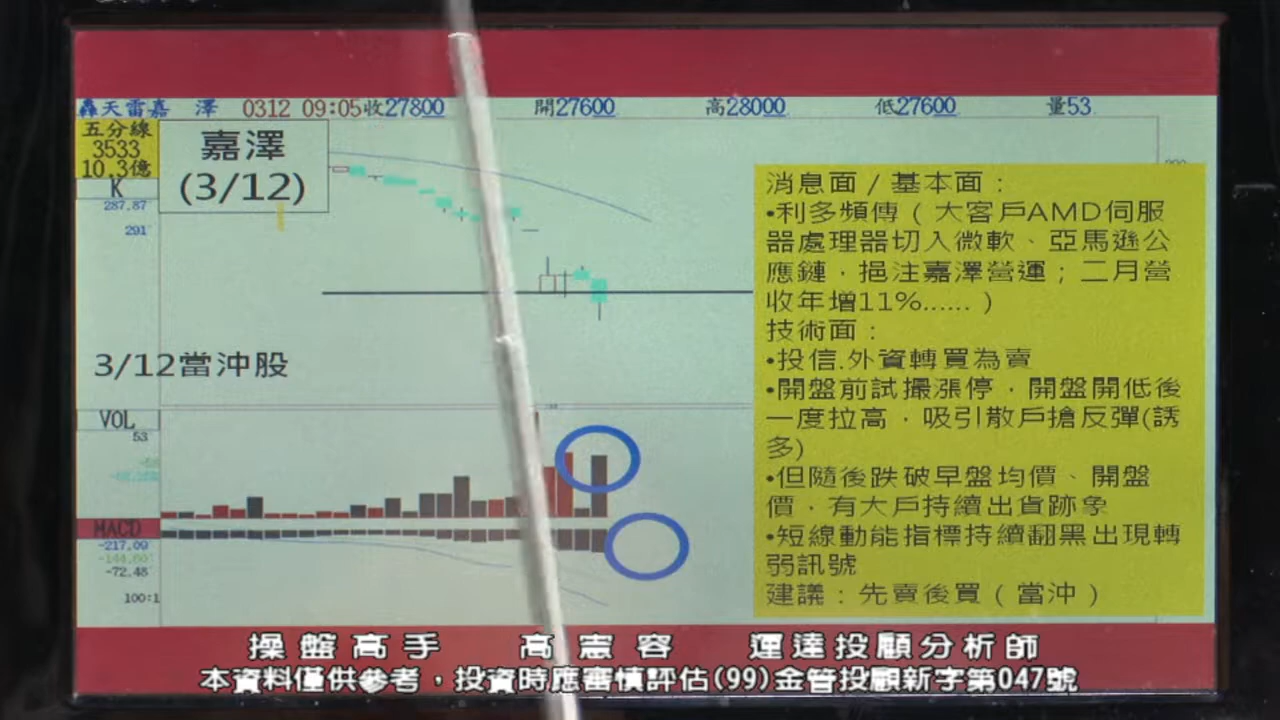 轟天雷嘉 澤 0312 09:05收27800 開27600 高28000 低27600 量53
五分線
3533
10.3億
K
287.87
291
嘉澤
(3/12)
3/12當沖股
VOL
53
MACD
-217.00
-144.00
-72.48
100:1
消息面／基本面：
•利多頻傳（大客戶AMD伺服
器處理器切入微軟、亞馬遜公
應鏈，挹注嘉澤營運；二月營
收年增11%......）
技術面：
•投信.外資轉買為賣
•開盤前試撮漲停，開盤開低後
一度拉高，吸引散戶搶反彈(誘
多)
•但隨後跌破早盤均價、開盤
價，有大戶持續出貨跡象
•短線動能指標持續翻黑出現轉
弱訊號
建議：先賣後買（當沖）
操盤高手 高憲容 運達投顧分析師
本資料僅供參考，投資時應審慎評估(99)金管投顧新字第047號